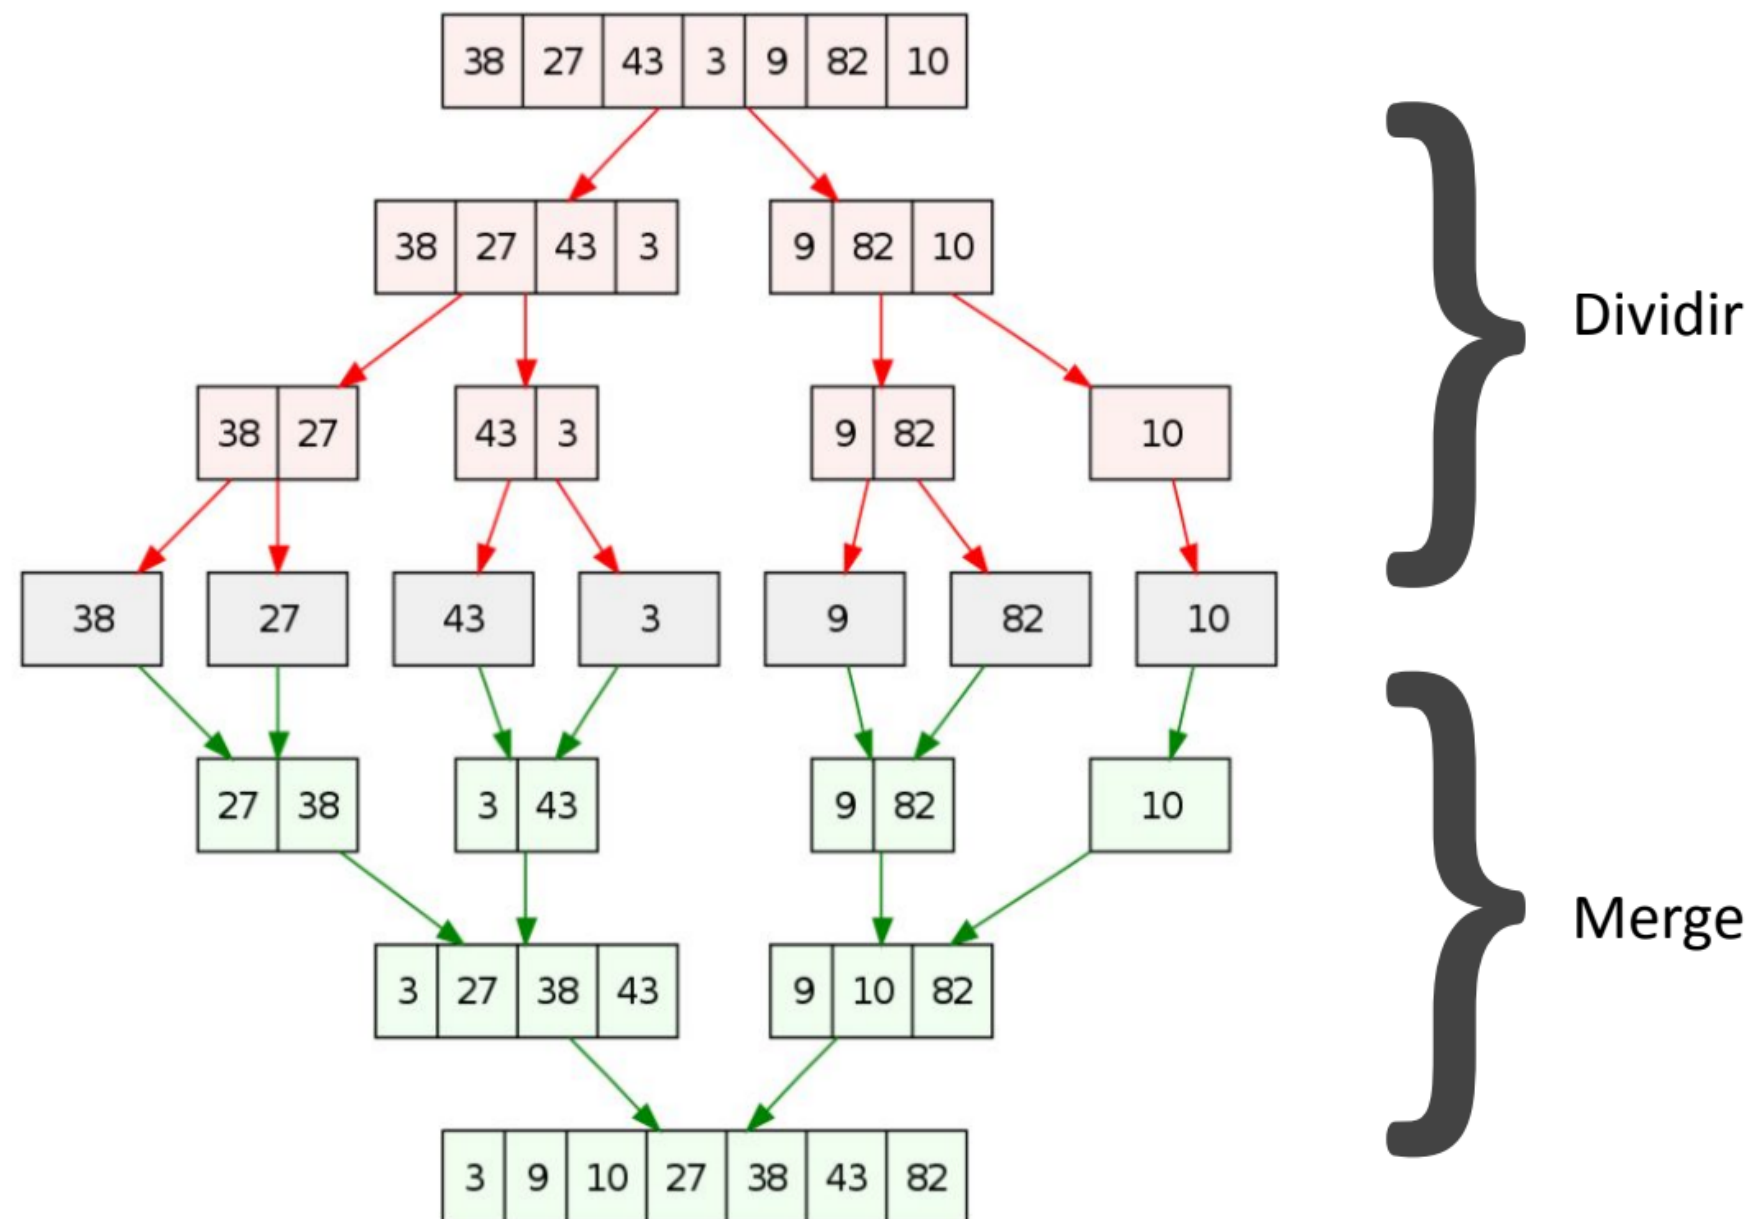 38 27 43 3 9 82 10
38 27 43 3 9 82 10
Dividir
38 27 43 3 9 82 10
38 27 43 3 9 82 10
27 38 3 43 9 82 10
Merge
3 27 38 43 9 10 82
3 9 10 27 38 43 82